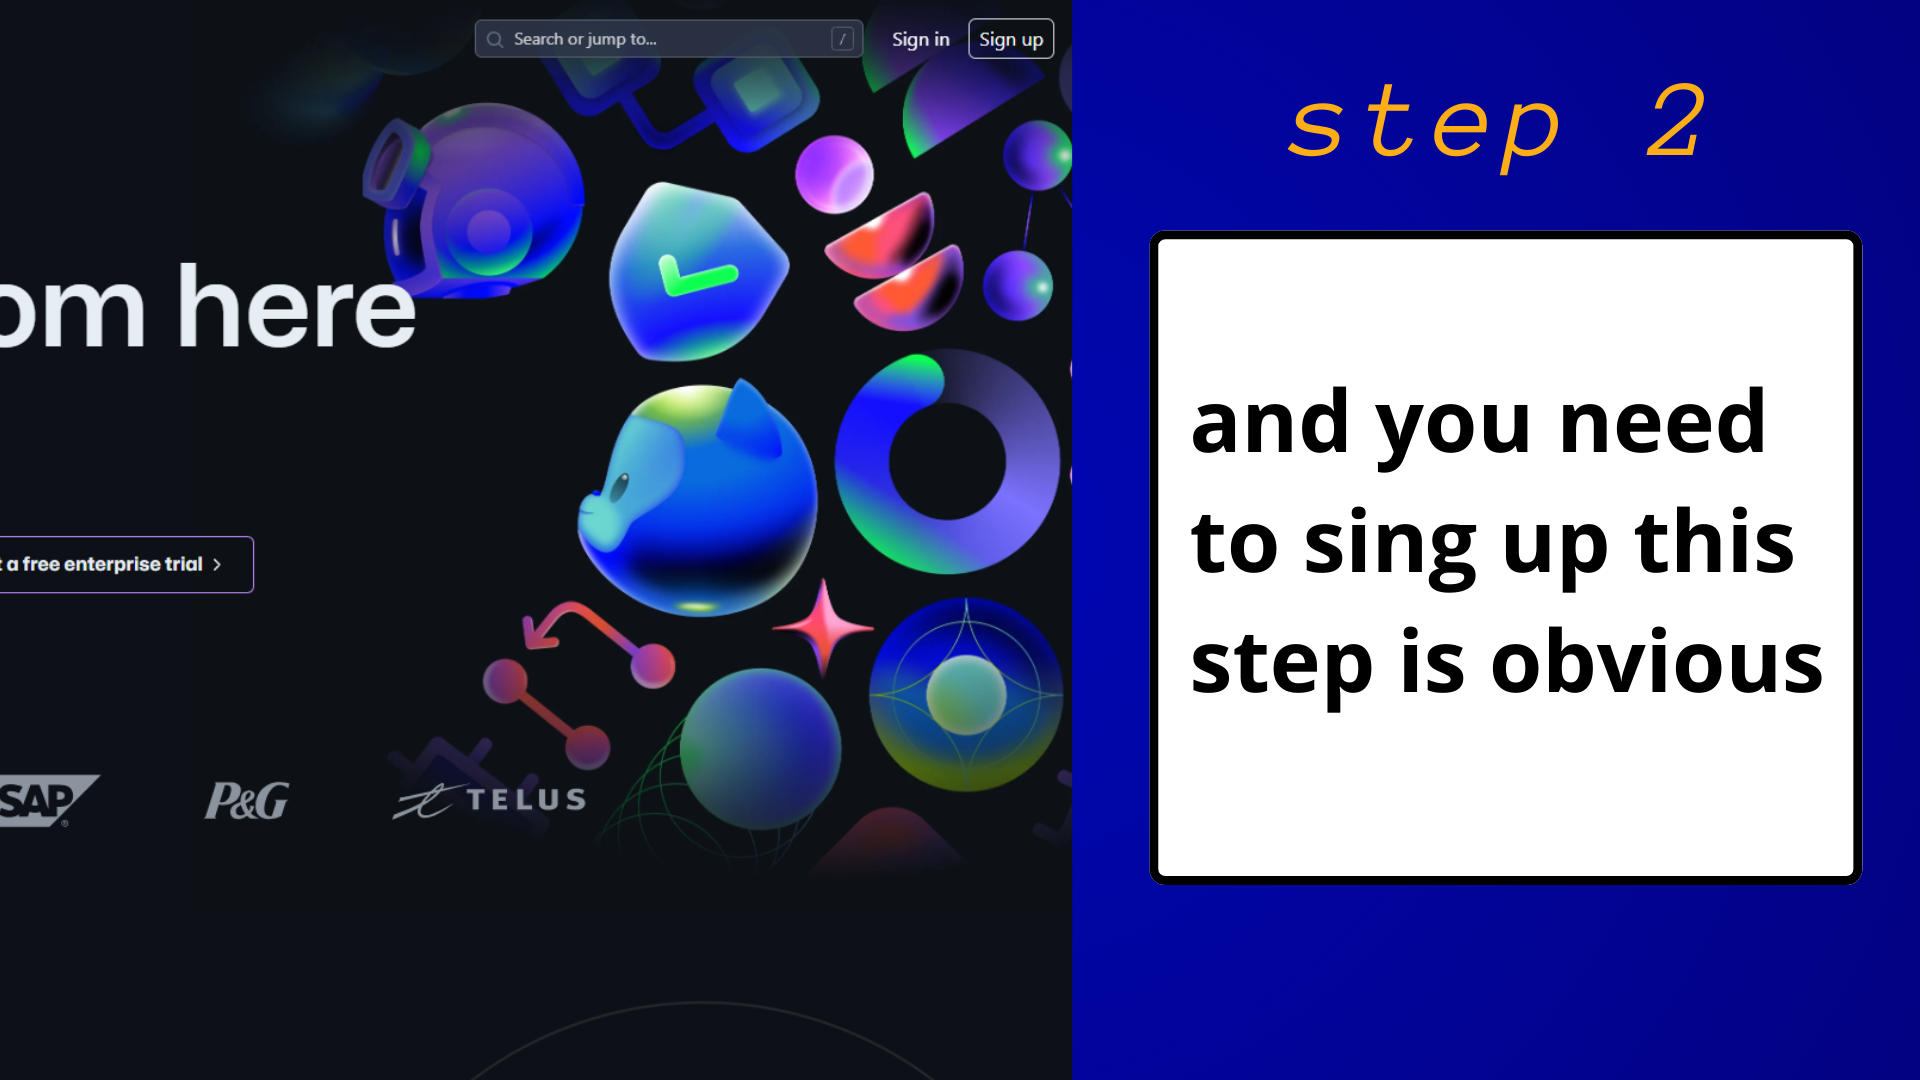 Search or jump to... /
Sign in
Sign up
om here
t a free enterprise trial
SAP
P&G
TELUS
step 2
and you need
to sing up this
step is obvious